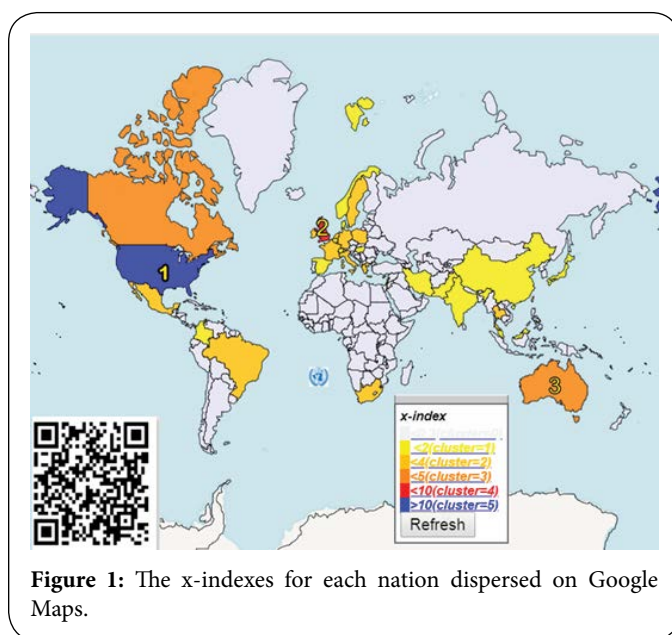 2
1
3
x-index
<2(cluster=1)
<4(cluster=2)
<5(cluster=3)
<10(cluster=4)
>10(cluster=5)
Refresh
Figure 1: The x-indexes for each nation dispersed on Google
Maps.